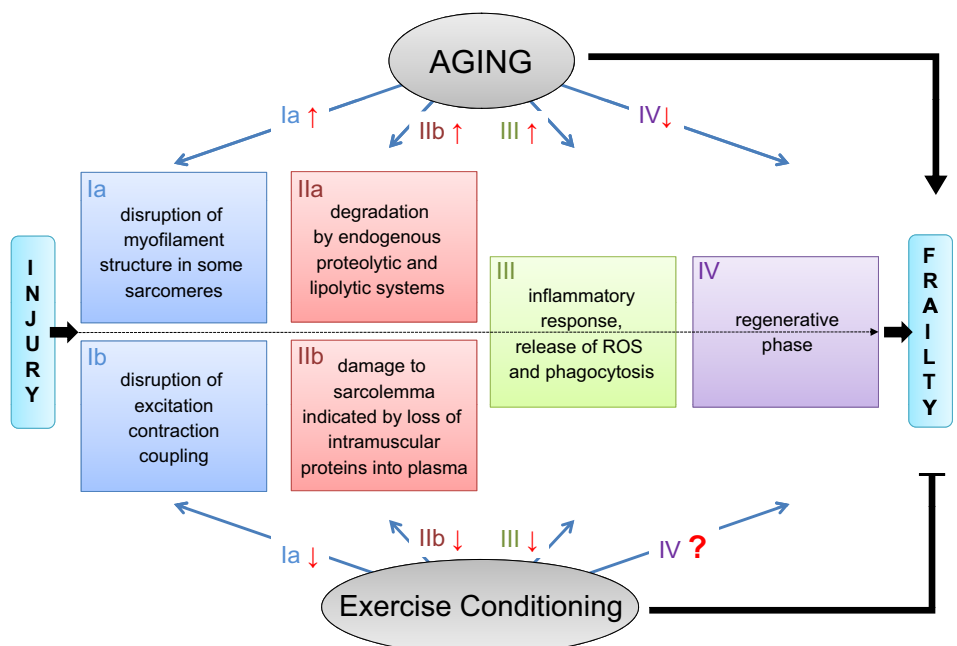 AGING
Ia ↑
IIb ↑
III ↑
IV ↓
INJURY
Ia
disruption of
myofilament
structure in some
sarcomeres
IIa
degradation
by endogenous
proteolytic and
lipolytic systems
Ib
disruption of
excitation
contraction
coupling
IIb
damage to
sarcolemma
indicated by loss of
intramuscular
proteins into plasma
III
inflammatory
response,
release of ROS
and phagocytosis
IV
regenerative
phase
FRAILTY
Ia ↓
IIb ↓
III ↓
IV ?
Exercise Conditioning